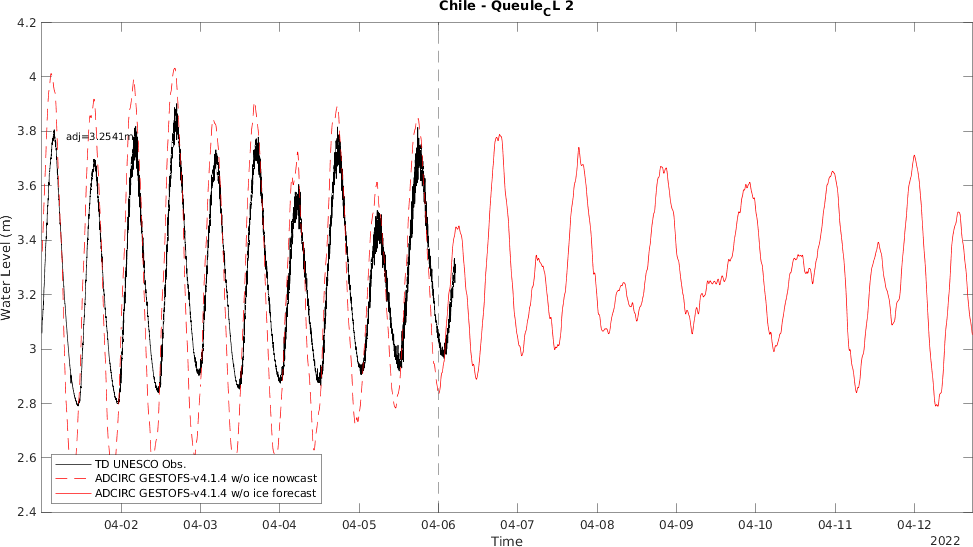 Chile - Queule_CL 2
4.2
4
3.8
3.6
3.4
3.2
3
2.8
2.6
2.4
Water Level (m)
adj=3.2541m
TD UNESCO Obs.
ADCIRC GESTOFS-v4.1.4 w/o ice nowcast
ADCIRC GESTOFS-v4.1.4 w/o ice forecast
04-02 04-03 04-04 04-05 04-06 04-07 04-08 04-09 04-10 04-11 04-12
Time
2022